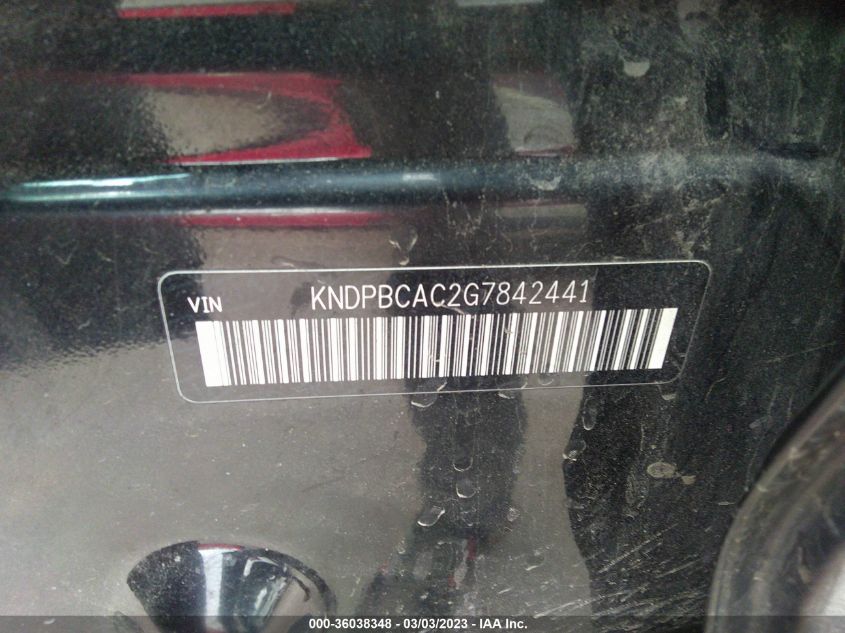 VIN KNDPBCAC2G7842441
000-36038348 - 03/03/2023 - IAA Inc.